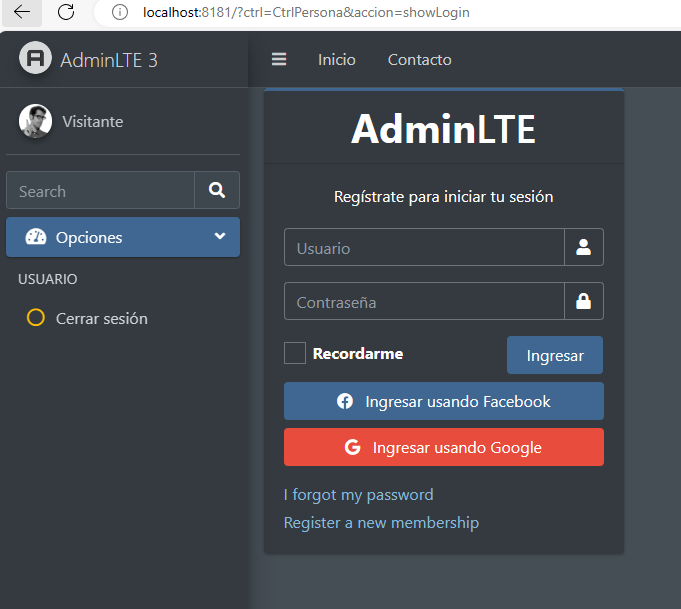 localhost:8181/?ctrl=CtrlPersona&accion=showLogin
AdminLTE 3
Inicio
Contacto
Visitante
Search
Opciones
USUARIO
Cerrar sesión
AdminLTE
Regístrate para iniciar tu sesión
Usuario
Contraseña
Recordarme
Ingresar
Ingresar usando Facebook
Ingresar usando Google
I forgot my password
Register a new membership